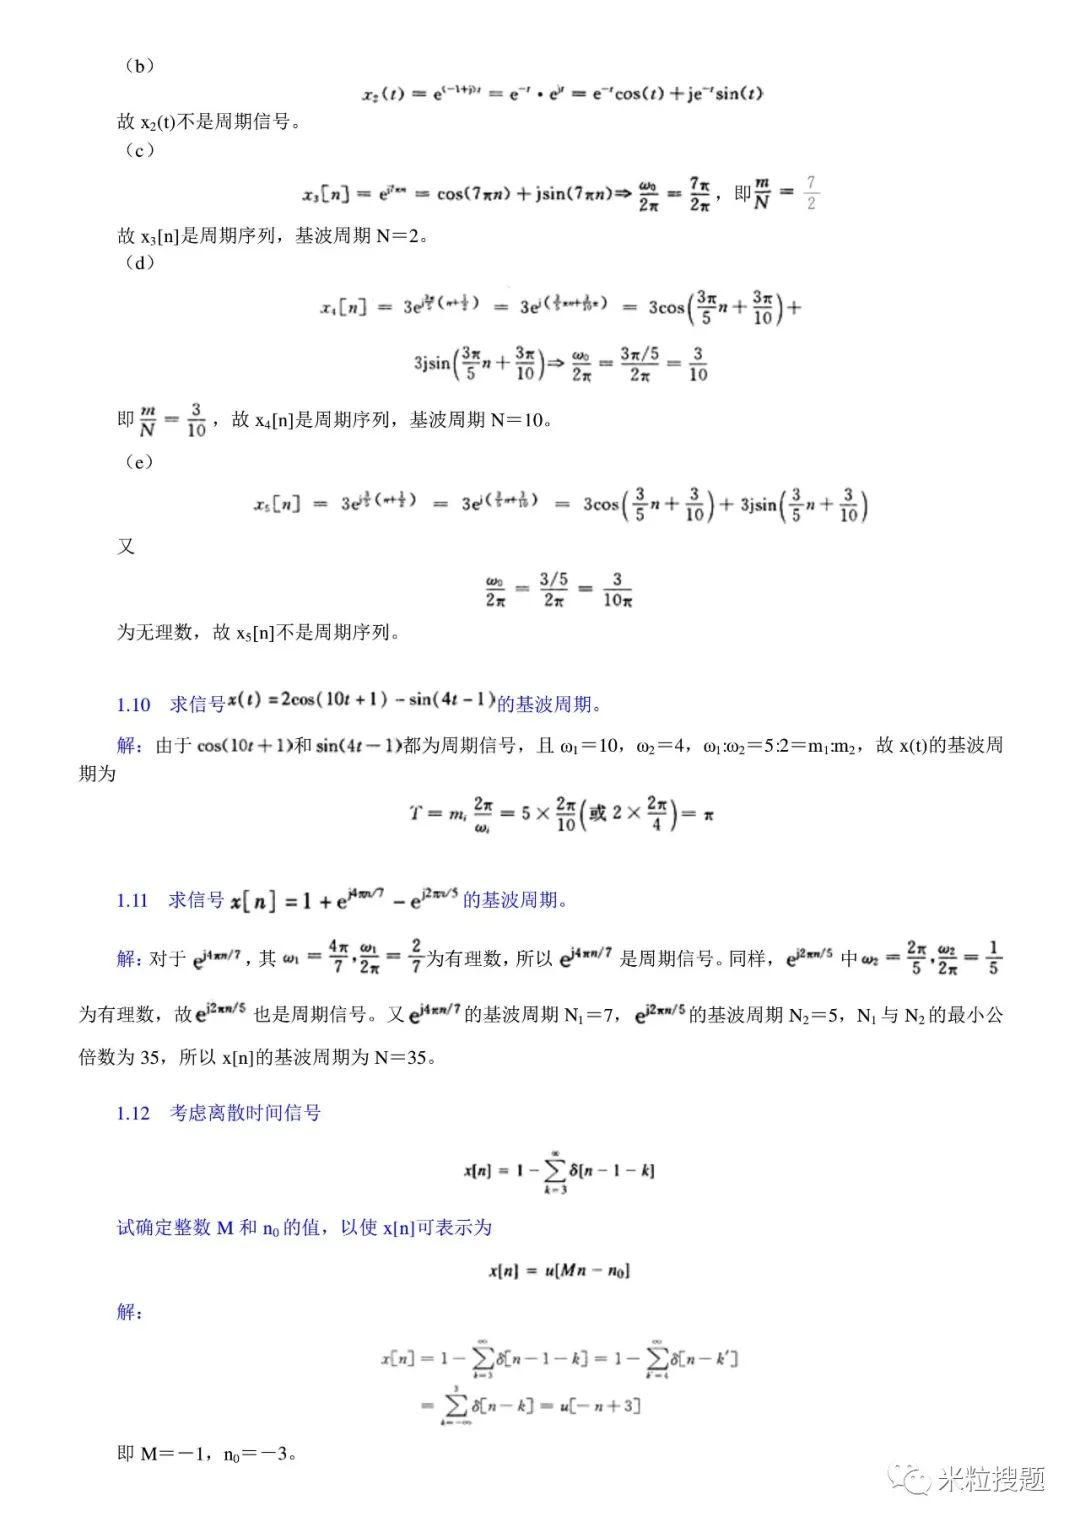 （b）
x₂(t) = e^{(-1+j)t} = e^{-t} • e^{jt} = e^{-t}cos(t) + je^{-t}sin(t)
故 x₂(t)不是周期信号。
（c）
x₃[n] = e^{j7πn} = cos(7πn) + jsin(7πn)⇒ω₀/2π = 7π/2π，即m/N = 7/2
故 x₃[n]是周期序列，基波周期 N＝2。
（d）
x₄[n] = 3e^{j3π/5(n+1/2)} = 3e^{j(3/5πn+3/10π)} = 3cos(3π/5 n + 3π/10) +
3jsin(3π/5 n + 3π/10)⇒ω₀/2π = (3π/5)/2π = 3/10
即 m/N = 3/10，故 x₄[n]是周期序列，基波周期 N＝10。
（e）
x₅[n] = 3e^{j3/5(n+1/2)} = 3e^{j(3/5n+3/10)} = 3cos(3/5 n + 3/10) + 3jsin(3/5 n + 3/10)
又
ω₀/2π = (3/5)/2π = 3/10π
为无理数，故 x₅[n]不是周期序列。
1.10 求信号x(t) =2cos(10t +1) -sin(4t -1)的基波周期。
解：由于 cos(10t＋1)和 sin(4t－1)都为周期信号，且 ω₁＝10，ω₂＝4，ω₁:ω₂＝5:2＝m₁:m₂，故 x(t)的基波周
期为
T = mᵢ 2π/ωᵢ = 5 × 2π/10 (或 2 × 2π/4) = π
1.11 求信号 x[n] =1 + e^{j4πn/7} - e^{j2πn/5} 的基波周期。
解：对于 e^{j4πn/7}，其 ω₁ = 4π/7, ω₁/2π = 2/7为有理数，所以 e^{j4πn/7} 是周期信号。同样， e^{j2πn/5} 中 ω₂ = 2π/5, ω₂/2π = 1/5
为有理数，故e^{j2πn/5} 也是周期信号。又 e^{j4πn/7} 的基波周期 N₁＝7， e^{j2πn/5} 的基波周期 N₂＝5，N₁ 与 N₂ 的最小公
倍数为 35，所以 x[n]的基波周期为 N＝35。
1.12 考虑离散时间信号
x[n] = 1 - ∑_{k=3}^{∞} δ[n - 1 - k]
试确定整数 M 和 n₀ 的值，以使 x[n]可表示为
x[n] = u[Mn - n₀]
解：
x[n] = 1 - ∑_{k=3}^{∞} δ[n-1-k] = 1 - ∑_{k'=4}^{∞} δ[n-k']
= ∑_{k=-∞}^{3} δ[n-k] = u[-n+3]
即 M＝－1，n₀＝－3。
米粒搜题